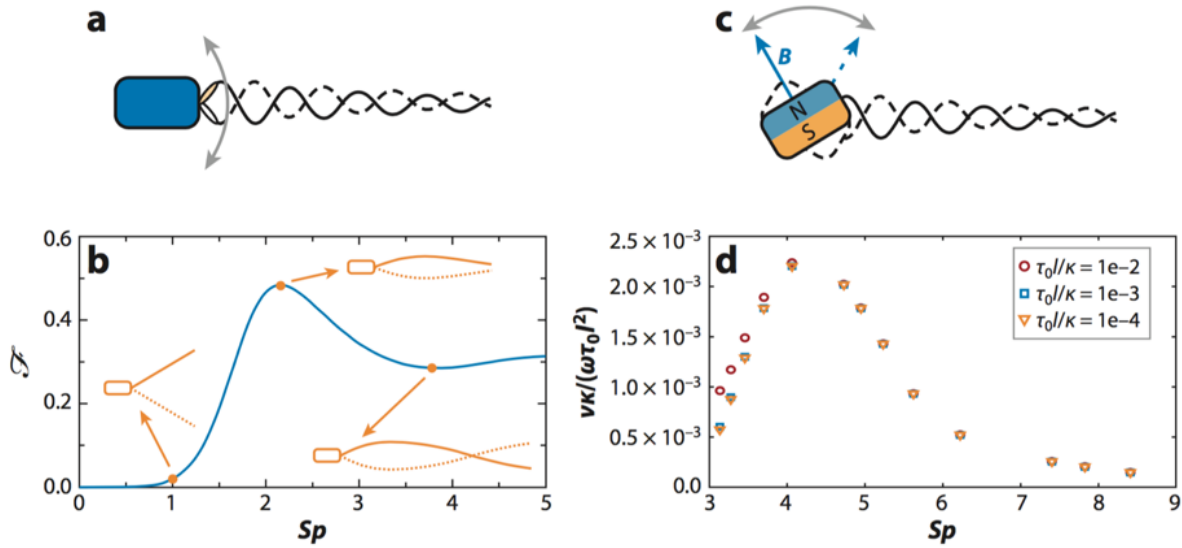 a
c
B
N
S
b
0.6
0.4
0.2
0.0
ℱ
0 1 2 3 4 5
Sp
d
2.5 × 10⁻³
2.0 × 10⁻³
1.5 × 10⁻³
1.0 × 10⁻³
0.5 × 10⁻³
0.0
vκ/(ωτ₀l²)
τ₀l/κ = 1e–2
τ₀l/κ = 1e–3
τ₀l/κ = 1e–4
3 4 5 6 7 8 9
Sp